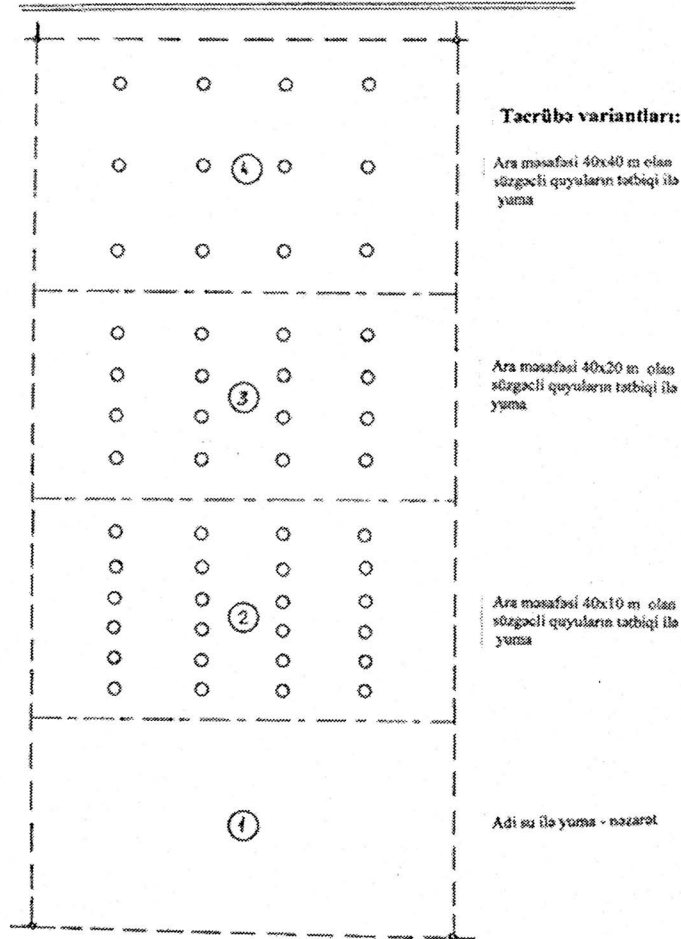 Təcrübə variantları:
4
Ara məsafəsi 40x40 m olan
süzgəcli quyuların tətbiqi ilə
yuma
3
Ara məsafəsi 40x20 m olan
süzgəcli quyuların tətbiqi ilə
yuma
2
Ara məsafəsi 40x10 m olan
süzgəcli quyuların tətbiqi ilə
yuma
1
Adi su ilə yuma - nəzarət